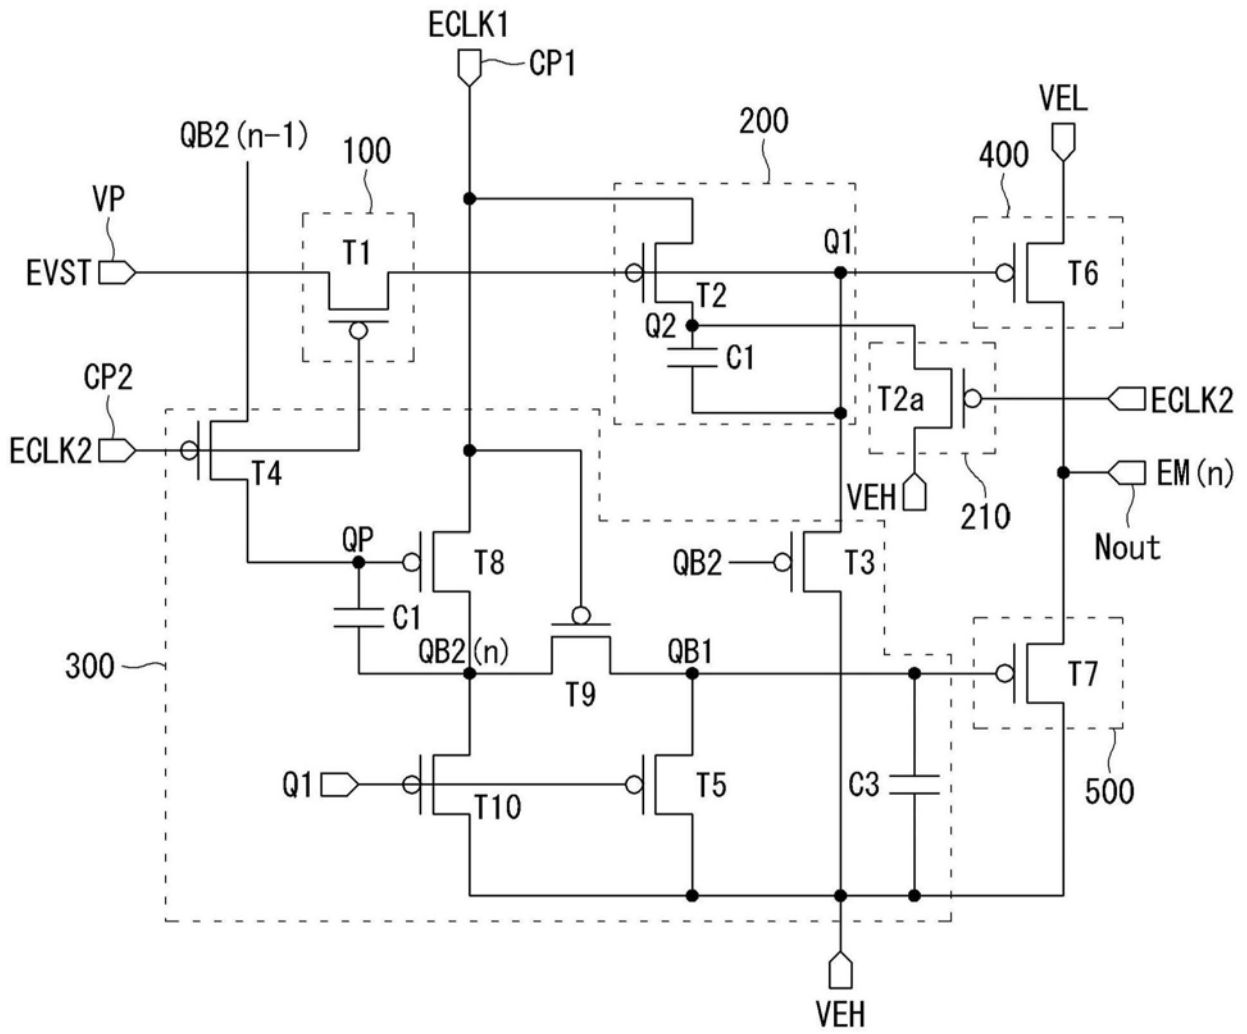 ECLK1
CP1
VEL
QB2(n-1)
200
100
400
VP
T1
Q1
EVST
T6
T2
Q2
C1
CP2
T2a
ECLK2
ECLK2
T4
EM(n)
VEH
210
QP
Nout
T8
QB2
T3
C1
QB2(n)
QB1
300
T9
T7
Q1
T10
T5
C3
500
VEH